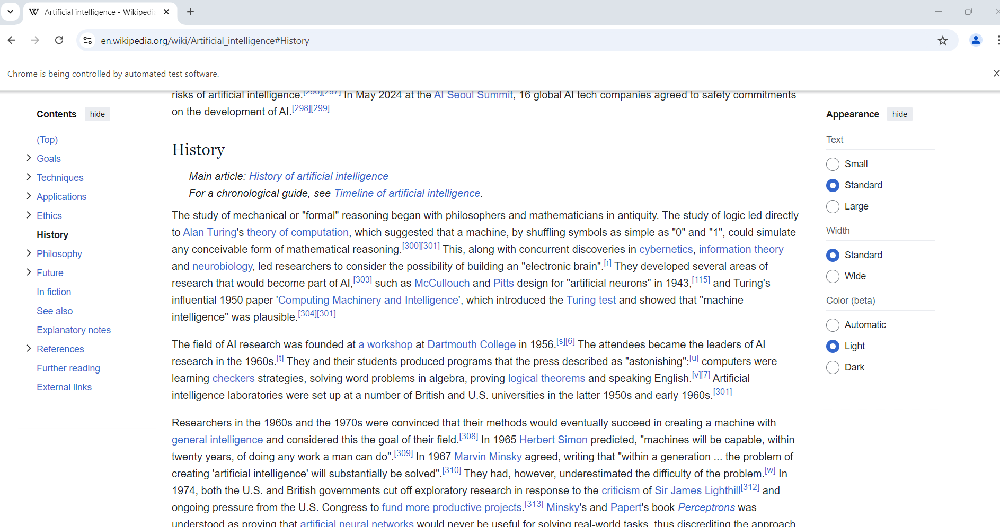 Artificial intelligence - Wikipedi
en.wikipedia.org/wiki/Artificial_intelligence#History
Chrome is being controlled by automated test software.
risks of artificial intelligence.[296][297] In May 2024 at the AI Seoul Summit, 16 global AI tech companies agreed to safety commitments
on the development of AI.[298][299]
Contents hide
(Top)
Goals
Techniques
Applications
Ethics
History
Philosophy
Future
In fiction
See also
Explanatory notes
References
Further reading
External links
History
Main article: History of artificial intelligence
For a chronological guide, see Timeline of artificial intelligence.
The study of mechanical or "formal" reasoning began with philosophers and mathematicians in antiquity. The study of logic led directly
to Alan Turing's theory of computation, which suggested that a machine, by shuffling symbols as simple as "0" and "1", could simulate
any conceivable form of mathematical reasoning.[300][301] This, along with concurrent discoveries in cybernetics, information theory
and neurobiology, led researchers to consider the possibility of building an "electronic brain".[r] They developed several areas of
research that would become part of AI,[303] such as McCullouch and Pitts design for "artificial neurons" in 1943,[115] and Turing's
influential 1950 paper 'Computing Machinery and Intelligence', which introduced the Turing test and showed that "machine
intelligence" was plausible.[304][301]
The field of AI research was founded at a workshop at Dartmouth College in 1956.[s][6] The attendees became the leaders of AI
research in the 1960s.[t] They and their students produced programs that the press described as "astonishing":[u] computers were
learning checkers strategies, solving word problems in algebra, proving logical theorems and speaking English.[v][7] Artificial
intelligence laboratories were set up at a number of British and U.S. universities in the latter 1950s and early 1960s.[301]
Researchers in the 1960s and the 1970s were convinced that their methods would eventually succeed in creating a machine with
general intelligence and considered this the goal of their field.[308] In 1965 Herbert Simon predicted, "machines will be capable, within
twenty years, of doing any work a man can do".[309] In 1967 Marvin Minsky agreed, writing that "within a generation ... the problem of
creating 'artificial intelligence' will substantially be solved".[310] They had, however, underestimated the difficulty of the problem.[w] In
1974, both the U.S. and British governments cut off exploratory research in response to the criticism of Sir James Lighthill[312] and
ongoing pressure from the U.S. Congress to fund more productive projects.[313] Minsky's and Papert's book Perceptrons was
understood as proving that artificial neural networks would never be useful for solving real-world tasks, thus discrediting the approach
Appearance hide
Text
Small
Standard
Large
Width
Standard
Wide
Color (beta)
Automatic
Light
Dark